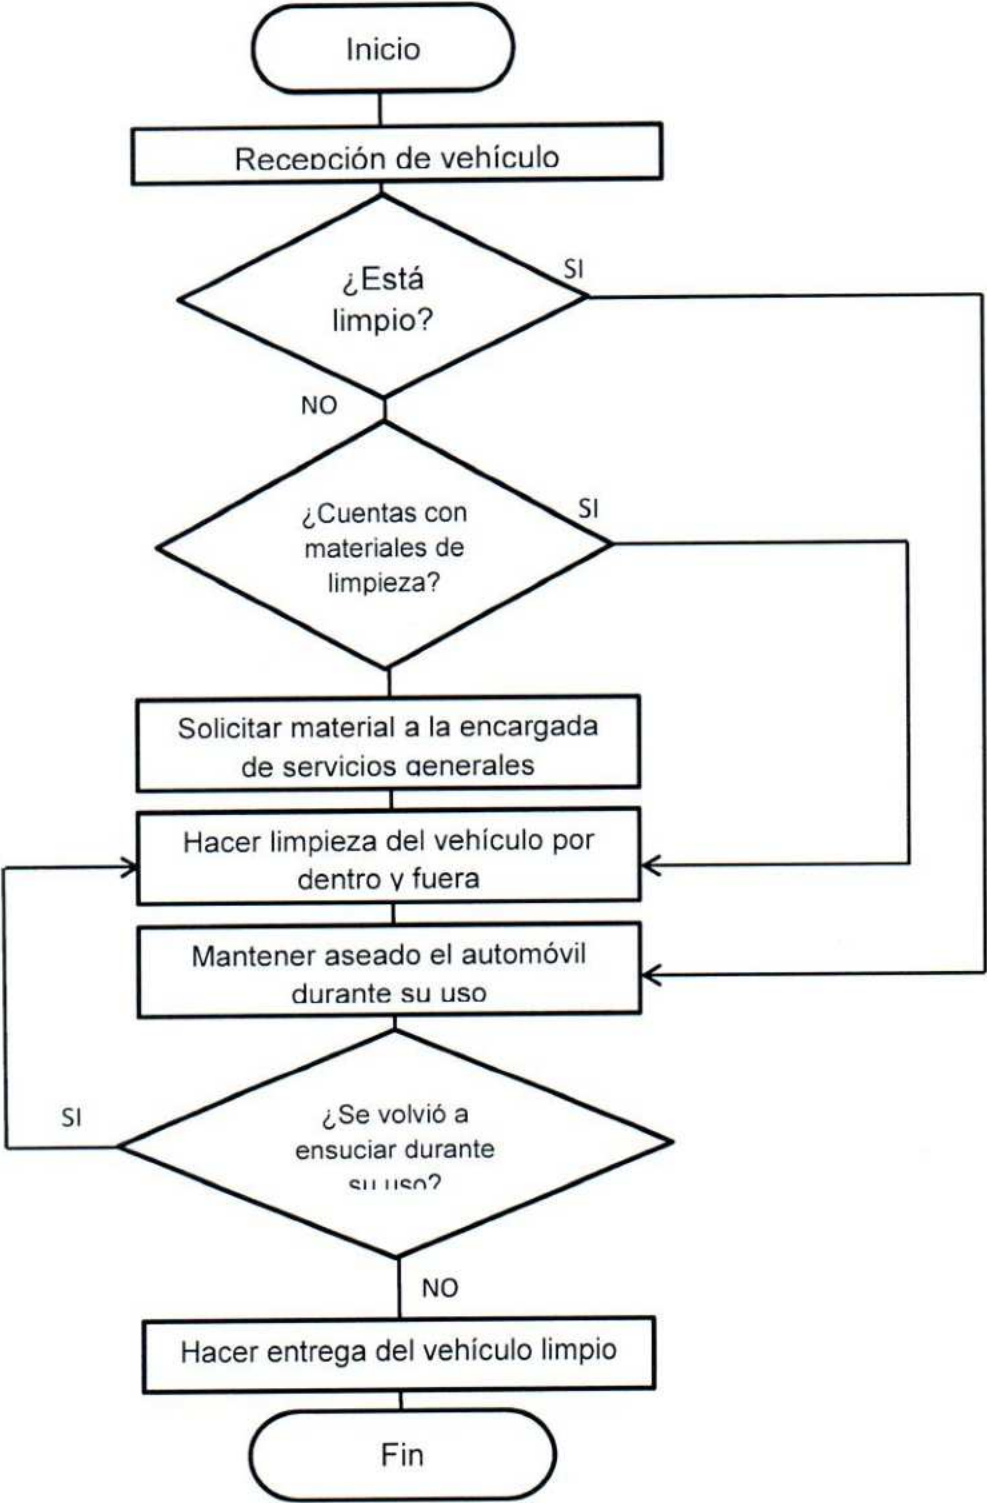 Inicio
Recepción de vehículo
¿Está
limpio?
SI
NO
¿Cuentas con
materiales de
limpieza?
SI
Solicitar material a la encargada
de servicios generales
Hacer limpieza del vehículo por
dentro y fuera
Mantener aseado el automóvil
durante su uso
¿Se volvió a
ensuciar durante
su uso?
SI
NO
Hacer entrega del vehículo limpio
Fin